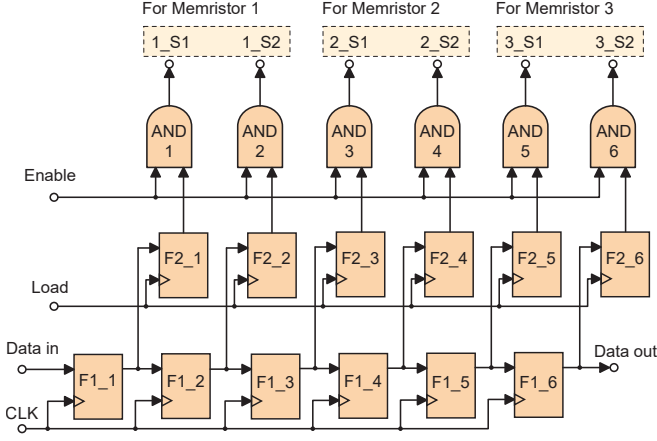 For Memristor 1 For Memristor 2 For Memristor 3
1_S1 1_S2 2_S1 2_S2 3_S1 3_S2
AND 1 AND 2 AND 3 AND 4 AND 5 AND 6
Enable
F2_1 F2_2 F2_3 F2_4 F2_5 F2_6
Load
Data in Data out
F1_1 F1_2 F1_3 F1_4 F1_5 F1_6
CLK